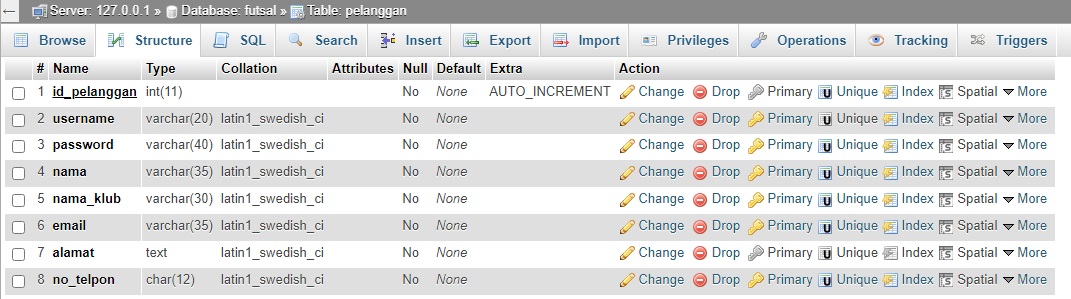 Server: 127.0.0.1 » Database: futsal » Table: pelanggan
Browse Structure SQL Search Insert Export Import Privileges Operations Tracking Triggers
# Name Type Collation Attributes Null Default Extra Action
1 id_pelanggan int(11) No None AUTO_INCREMENT Change Drop Primary Unique Index Spatial More
2 username varchar(20) latin1_swedish_ci No None Change Drop Primary Unique Index Spatial More
3 password varchar(40) latin1_swedish_ci No None Change Drop Primary Unique Index Spatial More
4 nama varchar(35) latin1_swedish_ci No None Change Drop Primary Unique Index Spatial More
5 nama_klub varchar(30) latin1_swedish_ci No None Change Drop Primary Unique Index Spatial More
6 email varchar(35) latin1_swedish_ci No None Change Drop Primary Unique Index Spatial More
7 alamat text latin1_swedish_ci No None Change Drop Primary Unique Index Spatial More
8 no_telpon char(12) latin1_swedish_ci No None Change Drop Primary Unique Index Spatial More